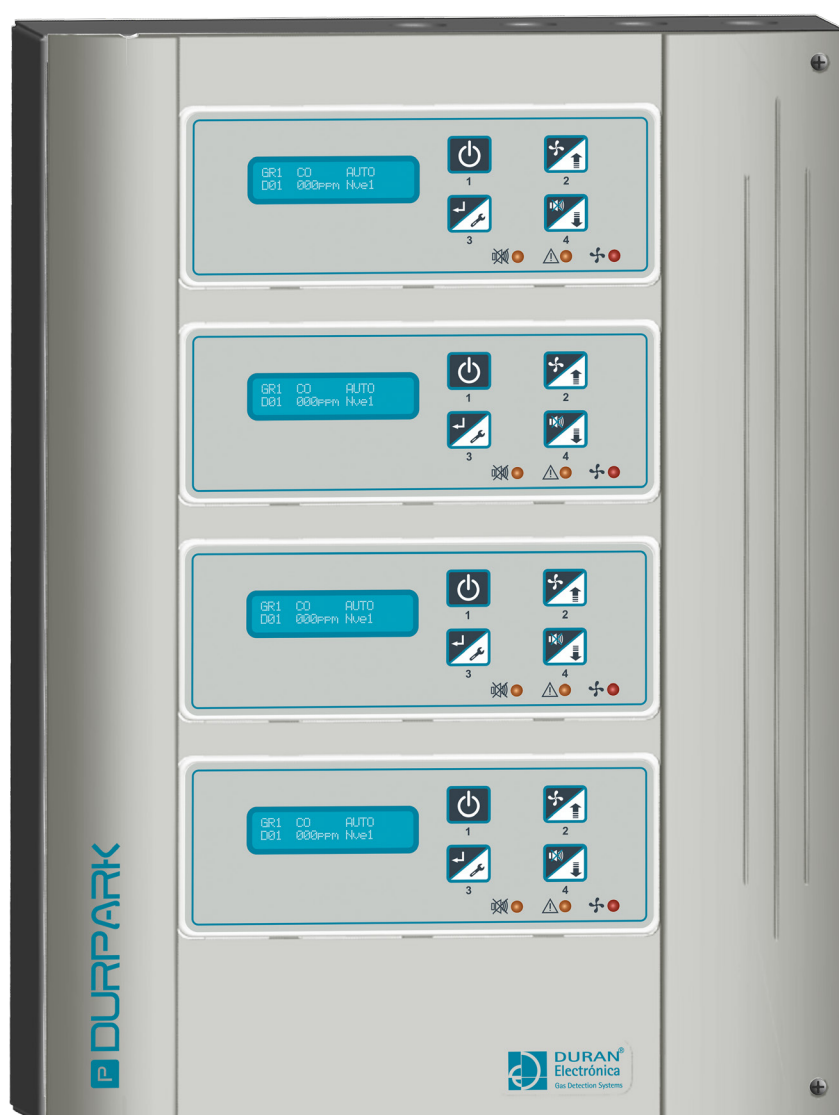 GR1 CO AUTO
D01 000ppm Nve1
1
2
3
4
GR1 CO AUTO
D01 000ppm Nve1
1
2
3
4
GR1 CO AUTO
D01 000ppm Nve1
1
2
3
4
GR1 CO AUTO
D01 000ppm Nve1
1
2
3
4
P DURPARK
DURAN®
Electrónica
Gas Detection Systems